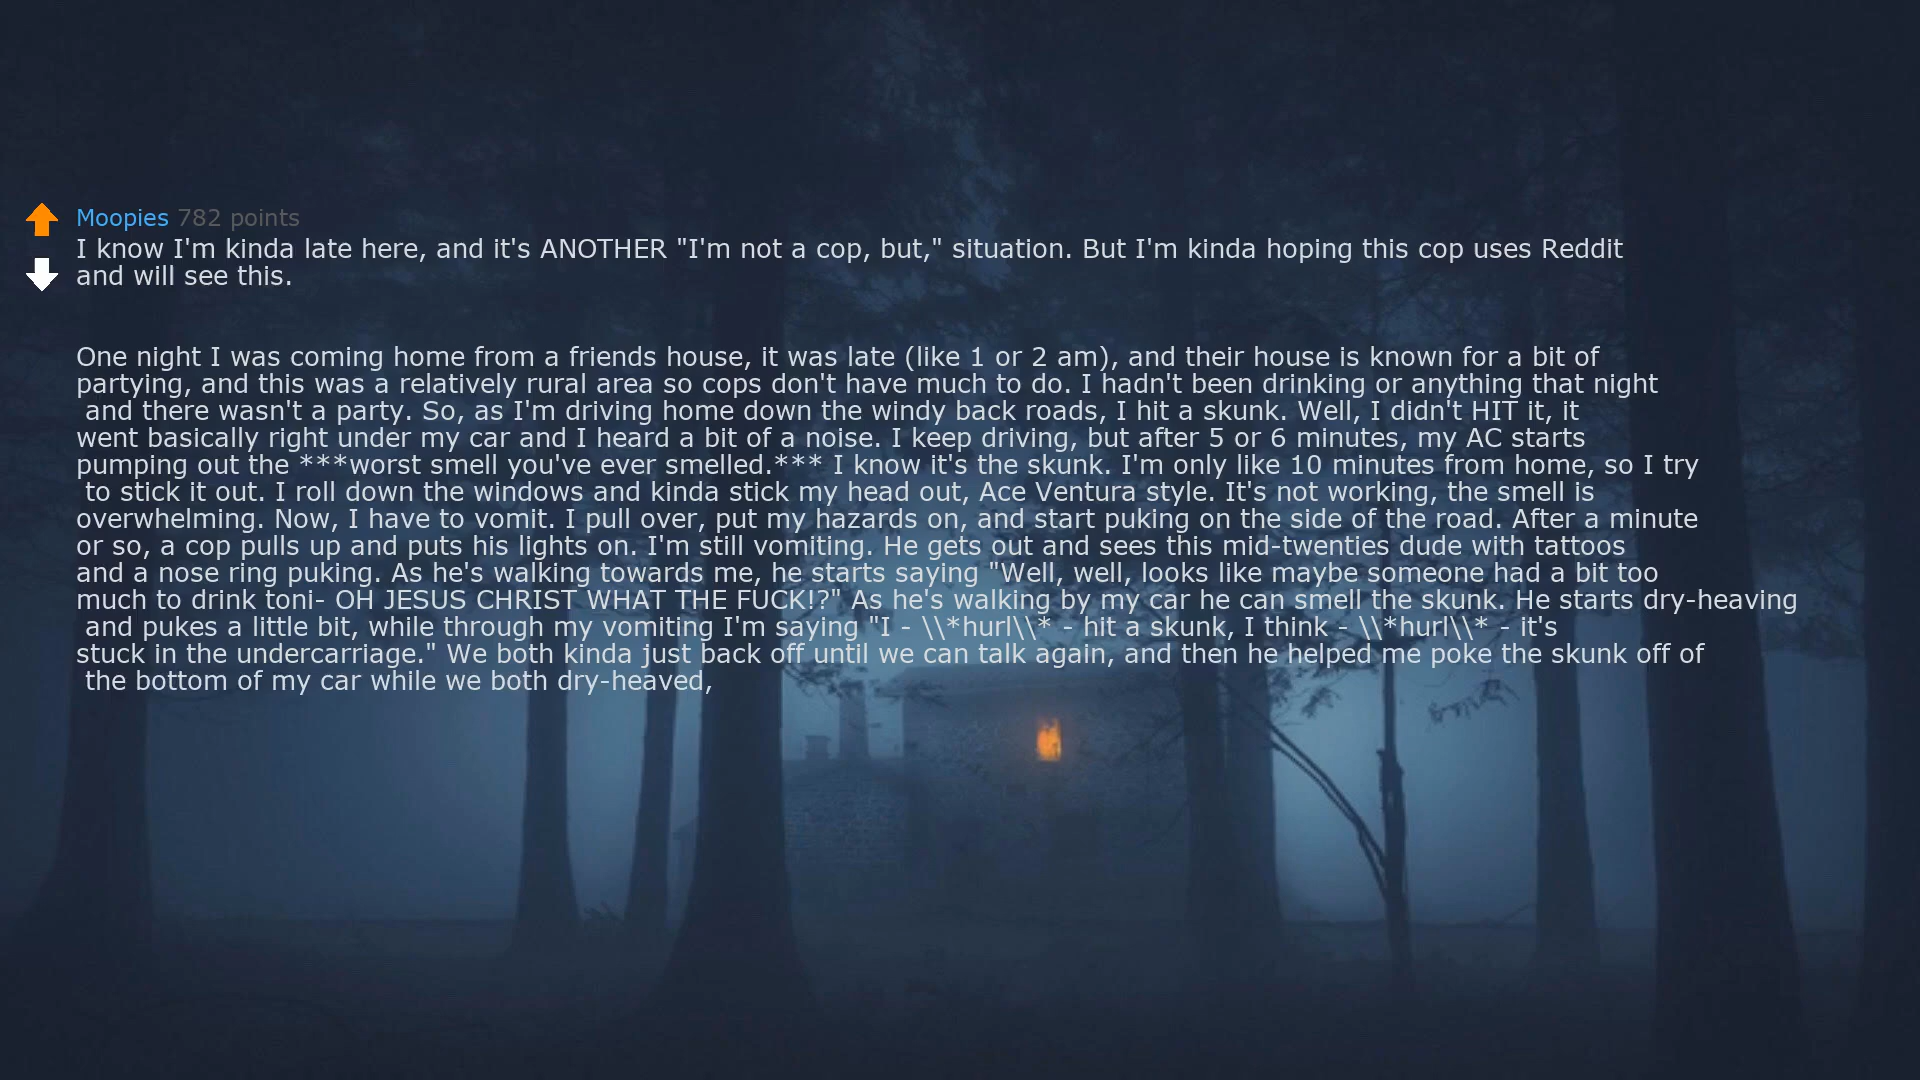 Moopies 782 points
I know I'm kinda late here, and it's ANOTHER "I'm not a cop, but," situation. But I'm kinda hoping this cop uses Reddit
and will see this.
One night I was coming home from a friends house, it was late (like 1 or 2 am), and their house is known for a bit of
partying, and this was a relatively rural area so cops don't have much to do. I hadn't been drinking or anything that night
and there wasn't a party. So, as I'm driving home down the windy back roads, I hit a skunk. Well, I didn't HIT it, it
went basically right under my car and I heard a bit of a noise. I keep driving, but after 5 or 6 minutes, my AC starts
pumping out the ***worst smell you've ever smelled.*** I know it's the skunk. I'm only like 10 minutes from home, so I try
to stick it out. I roll down the windows and kinda stick my head out, Ace Ventura style. It's not working, the smell is
overwhelming. Now, I have to vomit. I pull over, put my hazards on, and start puking on the side of the road. After a minute
or so, a cop pulls up and puts his lights on. I'm still vomiting. He gets out and sees this mid-twenties dude with tattoos
and a nose ring puking. As he's walking towards me, he starts saying "Well, well, looks like maybe someone had a bit too
much to drink toni- OH JESUS CHRIST WHAT THE FUCK!?" As he's walking by my car he can smell the skunk. He starts dry-heaving
and pukes a little bit, while through my vomiting I'm saying "I - \\*hurl\\* - hit a skunk, I think - \\*hurl\\* - it's
stuck in the undercarriage." We both kinda just back off until we can talk again, and then he helped me poke the skunk off of
the bottom of my car while we both dry-heaved,